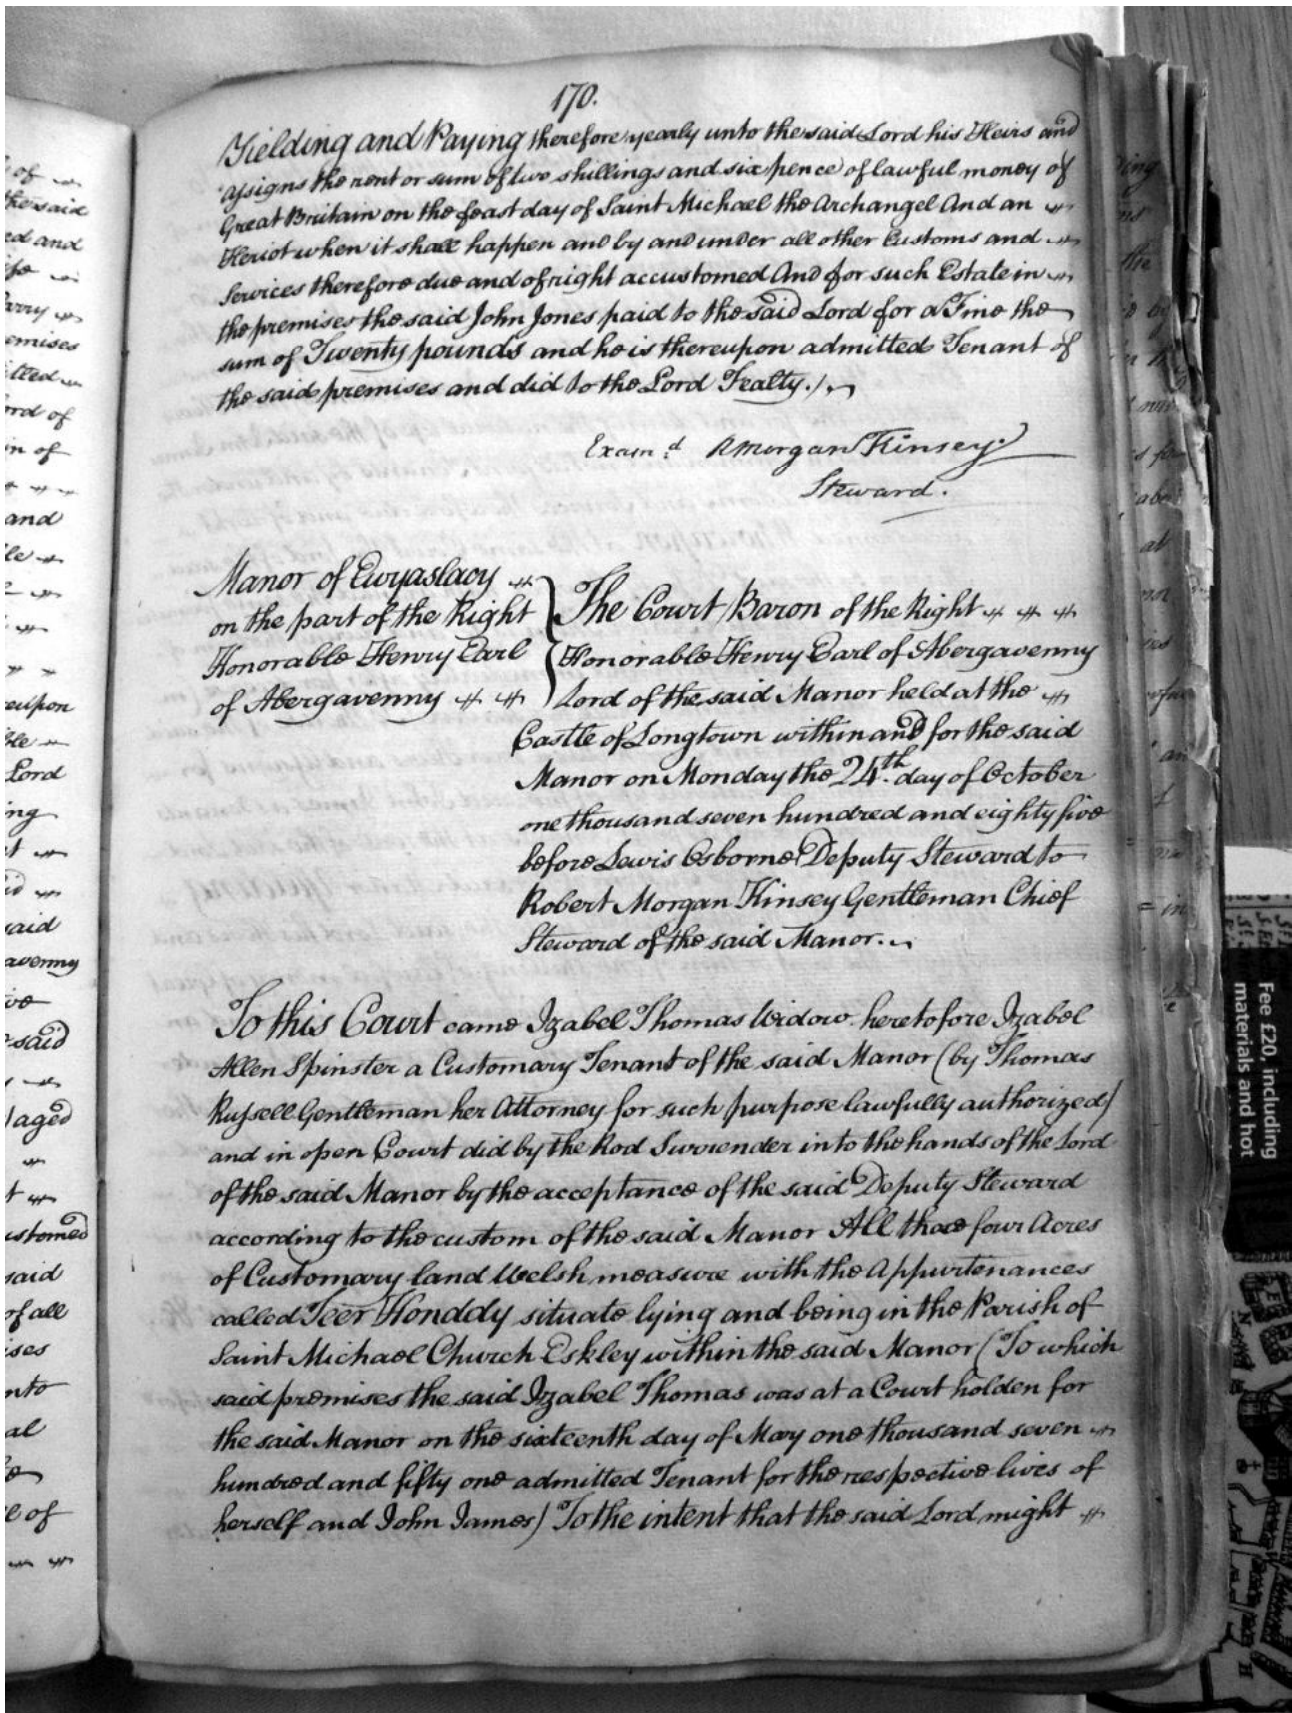 170.
Yielding and Paying therefore yearly unto the said Lord his Heirs and
assigns the rent or sum of two shillings and six pence of lawful money of
Great Britain on the feast day of Saint Michael the Archangel And an
Heriot when it shall happen and by and under all other Customs and
Services therefore due and of right accustomed And for such Estate in
the premises the said John Jones paid to the said Lord for a Fine the
sum of Twenty pounds and he is thereupon admitted Tenant of
the said premises and did to the Lord Fealty.
Exam.d RMorgan Kinsey
Steward.
Manor of Ewyaslacy
on the part of the Right
Honorable Henry Earl
of Abergavenny
The Court Baron of the Right
Honorable Henry Earl of Abergavenny
Lord of the said Manor held at the
Castle of Longtown within and for the said
Manor on Monday the 24.th day of October
one thousand seven hundred and eighty five
before Lewis Osborne Deputy Steward to
Robert Morgan Kinsey Gentleman Chief
Steward of the said Manor.
To this Court came Izabel Thomas Widow heretofore Izabel
Allen Spinster a Customary Tenant of the said Manor (by Thomas
Russell Gentleman her Attorney for such purpose lawfully authorized)
and in open Court did by the Rod Surrender into the hands of the Lord
of the said Manor by the acceptance of the said Deputy Steward
according to the custom of the said Manor All those four Acres
of Customary land Welsh measure with the Appurtenances
called Teer Honddy situate lying and being in the Parish of
Saint Michael Church Eskley within the said Manor (To which
said premises the said Izabel Thomas was at a Court holden for
the said Manor on the sixteenth day of May one thousand seven
hundred and fifty one admitted Tenant for the respective lives of
herself and John James) To the intent that the said Lord might
Fee £20, including
materials and hot